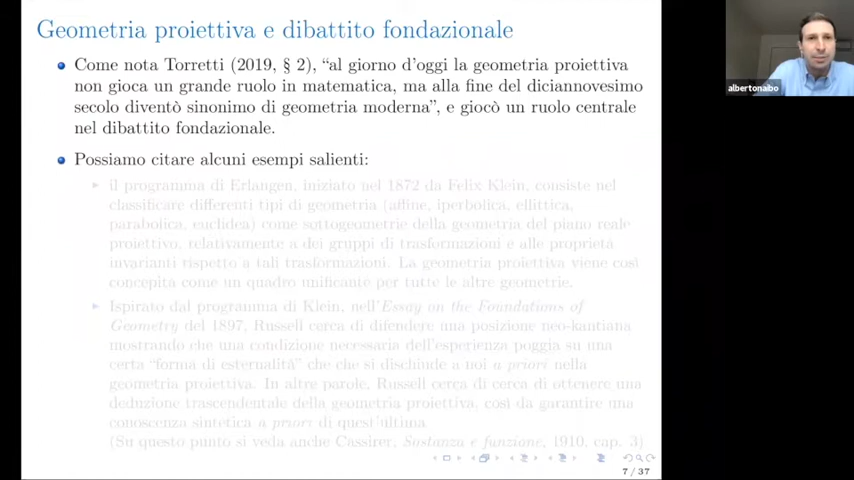 Geometria proiettiva e dibattito fondazionale
Come nota Torretti (2019, § 2), “al giorno d’oggi la geometria proiettiva
non gioca un grande ruolo in matematica, ma alla fine del diciannovesimo
secolo diventò sinonimo di geometria moderna”, e giocò un ruolo centrale
nel dibattito fondazionale.
Possiamo citare alcuni esempi salienti:
il programma di Erlangen, iniziato nel 1872 da Felix Klein, consiste nel
classificare differenti tipi di geometria (affine, iperbolica, ellittica,
parabolica, euclidea) come sottogeometrie della geometria del piano reale
proiettivo, relativamente a dei gruppi di trasformazioni e alle proprietà
invarianti rispetto a tali trasformazioni. La geometria proiettiva viene così
concepita come un quadro unificante per tutte le altre geometrie.
Ispirato dal programma di Klein, nell’Essay on the Foundations of
Geometry del 1897, Russell cerca di difendere una posizione neo-kantiana
mostrando che una condizione necessaria dell’esperienza poggia su una
certa “forma di esternalità” che che si dischiude a noi a priori nella
geometria proiettiva. In altre parole, Russell cerca di cerca di ottenere una
deduzione trascendentale della geometria proiettiva, così da garantire una
conoscenza sintetica a priori di quest’ultima
(Su questo punto si veda anche Cassirer, Sostanza e funzione, 1910, cap. 3)
7 / 37
albertonaibo